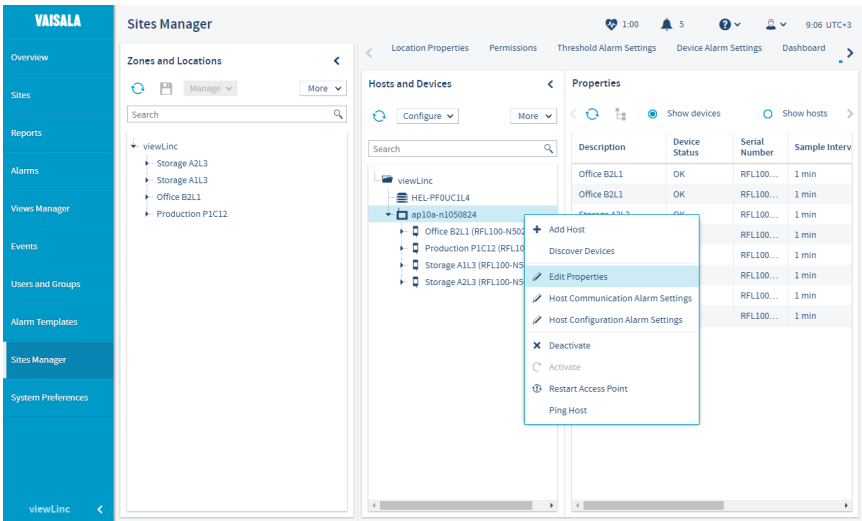 VAISALA
Sites Manager
1:00
5
9:06 UTC+3
Overview
Sites
Reports
Alarms
Views Manager
Events
Users and Groups
Alarm Templates
Sites Manager
System Preferences
viewLinc
Zones and Locations
Manage
More
Search
viewLinc
Storage A2L3
Storage A1L3
Office B2L1
Production P1C12
Location Properties Permissions Threshold Alarm Settings Device Alarm Settings Dashboard
Hosts and Devices
Configure
More
Search
viewLinc
HEL-PF0UC1L4
ap10a-n1050824
Office B2L1 (RFL100-N502
Production P1C12 (RFL10
Storage A1L3 (RFL100-N5
Storage A2L3 (RFL100-N5
Add Host
Discover Devices
Edit Properties
Host Communication Alarm Settings
Host Configuration Alarm Settings
Deactivate
Activate
Restart Access Point
Ping Host
Properties
Show devices Show hosts
Description Device Status Serial Number Sample Interv
Office B2L1 OK RFL100... 1 min
Office B2L1 OK RFL100... 1 min
Storage A2L3 OK RFL100... 1 min
RFL100... 1 min
RFL100... 1 min
RFL100... 1 min
RFL100... 1 min
RFL100... 1 min